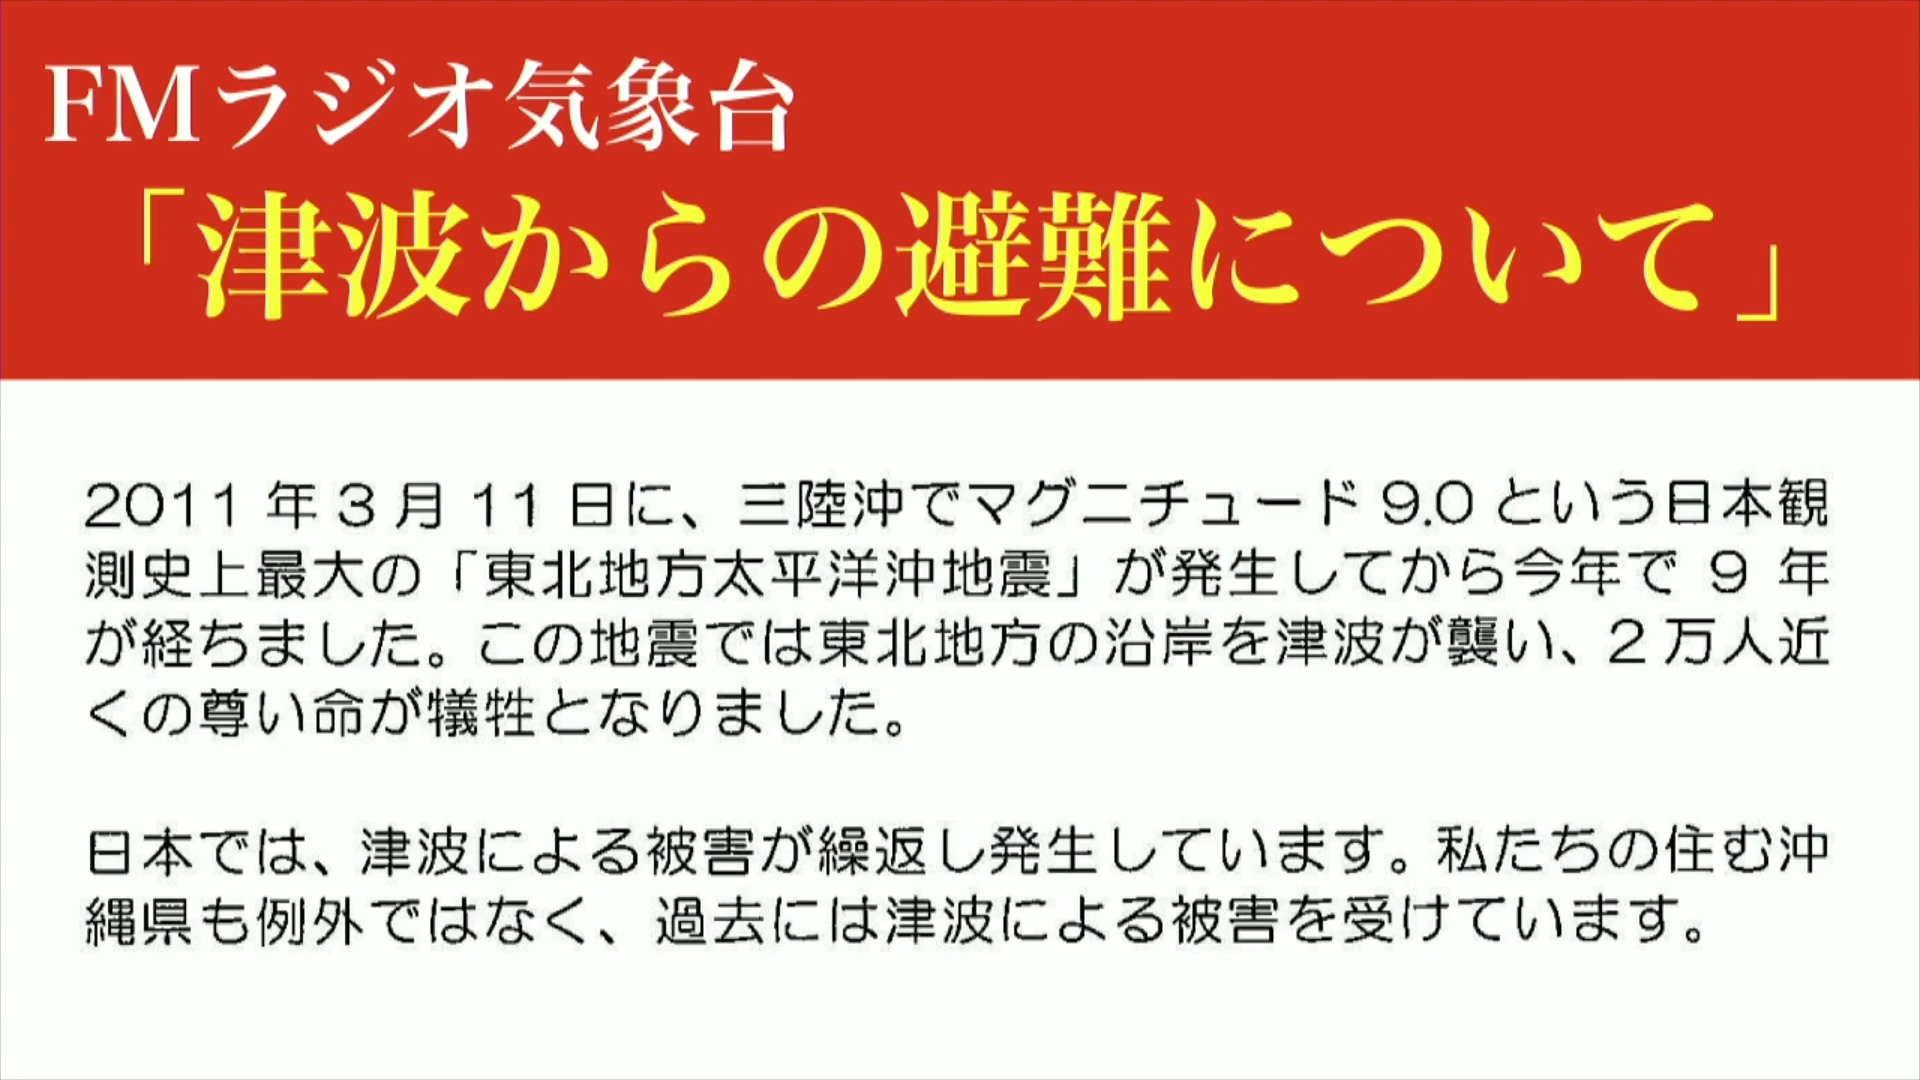 FMラジオ気象台
「津波からの避難について」
2011 年 3 月 11 日に、三陸沖でマグニチュード 9.0 という日本観
測史上最大の「東北地方太平洋沖地震」が発生してから今年で 9 年
が経ちました。この地震では東北地方の沿岸を津波が襲い、2 万人近
くの尊い命が犠牲となりました。
日本では、津波による被害が繰返し発生しています。私たちの住む沖
縄県も例外ではなく、過去には津波による被害を受けています。